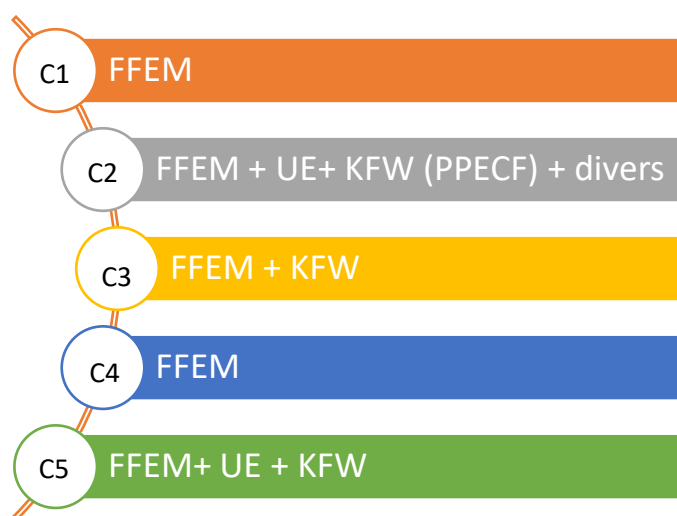 C1 FFEM
C2 FFEM + UE+ KFW (PPECF) + divers
C3 FFEM + KFW
C4 FFEM
C5 FFEM+ UE + KFW